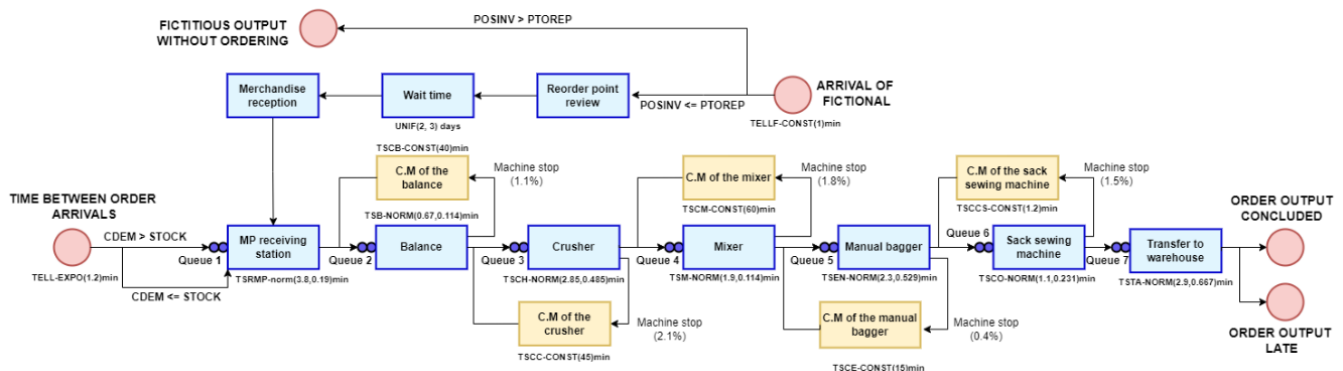 FICTITIOUS OUTPUT
WITHOUT ORDERING
POSINV > PTOREP
Merchandise
reception
Wait time
Reorder point
review
ARRIVAL OF
FICTIONAL
POSINV <= PTOREP
UNIF(2, 3) days
TELLF-CONST(1)min
TSCB-CONST(40)min
C.M of the
balance
Machine stop
(1.1%)
C.M of the mixer
Machine stop
(1.8%)
C.M of the sack
sewing machine
Machine stop
(1.5%)
TIME BETWEEN ORDER
ARRIVALS
TSB-NORM(0.67,0.114)min
TSCM-CONST(60)min
TSCCS-CONST(1.2)min
ORDER OUTPUT
CONCLUDED
CDEM > STOCK
Queue 1
MP receiving
station
Queue 2
Balance
Queue 3
Crusher
Queue 4
Mixer
Queue 5
Manual bagger
Queue 6
Sack sewing
machine
Queue 7
Transfer to
warehouse
TELL-EXPO(1.2)min
TSRMP-norm(3.8,0.19)min
TSCH-NORM(2.85,0.485)min
TSM-NORM(1.9,0.114)min
TSEN-NORM(2.3,0.529)min
TSCO-NORM(1.1,0.231)min
TSTA-NORM(2.9,0.667)min
CDEM <= STOCK
C.M of the
crusher
Machine stop
(2.1%)
C.M of the manual
bagger
Machine stop
(0.4%)
ORDER OUTPUT
LATE
TSCC-CONST(45)min
TSCE-CONST(15)min